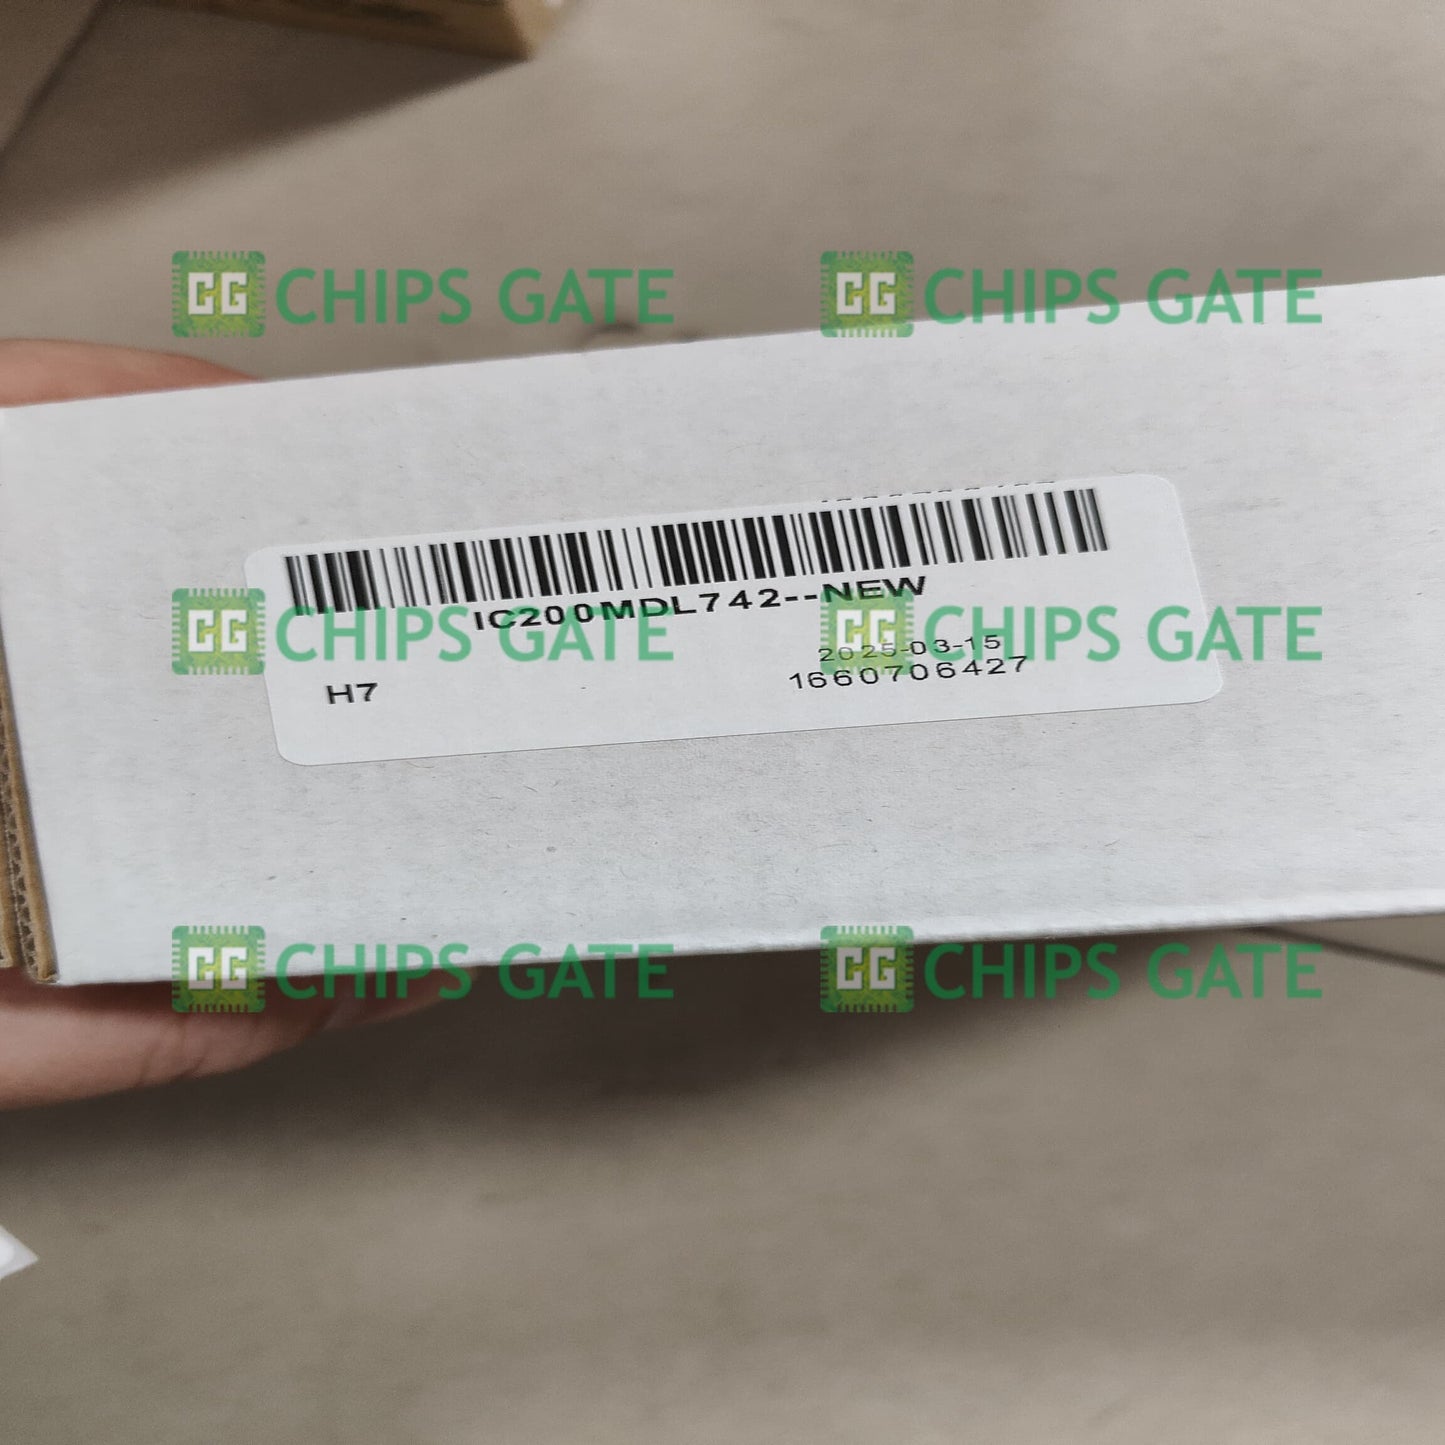 CG CHIPS GATE CG CHIPS GATE
IC200MDL742--NEW
CG CHIPS GATE CG CHIPS GATE
2025-03-15
H7 1660706427
CG CHIPS GATE CG CHIPS GATE